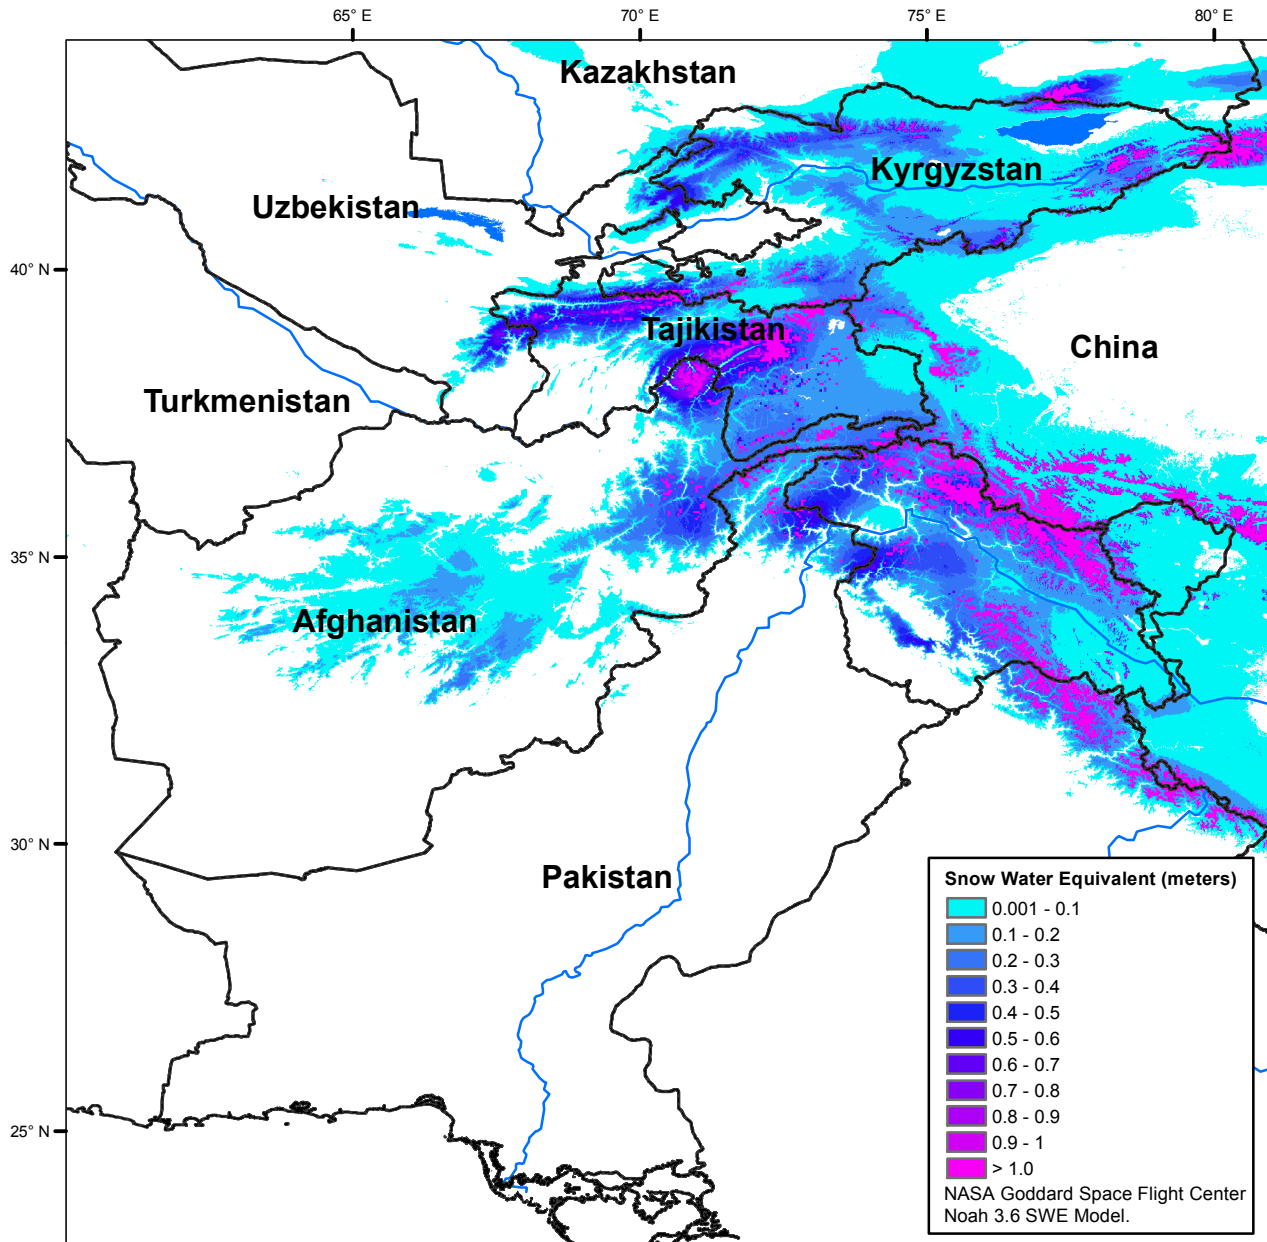 65° E
70° E
75° E
80° E
Kazakhstan
Kyrgyzstan
Uzbekistan
40° N
Tajikistan
China
Turkmenistan
35° N
Afghanistan
30° N
Pakistan
25° N
Snow Water Equivalent (meters)
0.001 - 0.1
0.1 - 0.2
0.2 - 0.3
0.3 - 0.4
0.4 - 0.5
0.5 - 0.6
0.6 - 0.7
0.7 - 0.8
0.8 - 0.9
0.9 - 1
> 1.0
NASA Goddard Space Flight Center
Noah 3.6 SWE Model.